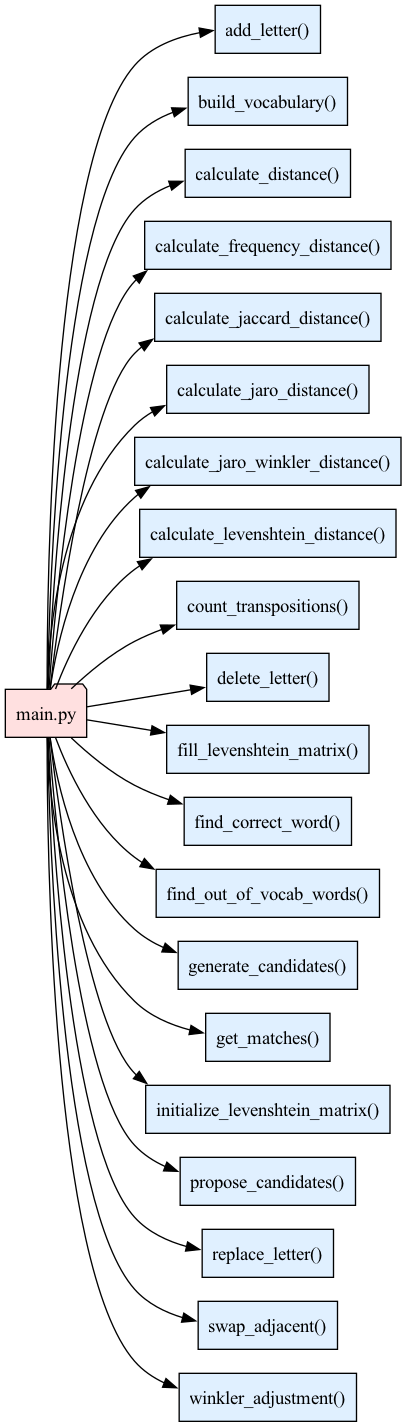 add_letter()
build_vocabulary()
calculate_distance()
calculate_frequency_distance()
calculate_jaccard_distance()
calculate_jaro_distance()
calculate_jaro_winkler_distance()
calculate_levenshtein_distance()
count_transpositions()
delete_letter()
main.py
fill_levenshtein_matrix()
find_correct_word()
find_out_of_vocab_words()
generate_candidates()
get_matches()
initialize_levenshtein_matrix()
propose_candidates()
replace_letter()
swap_adjacent()
winkler_adjustment()